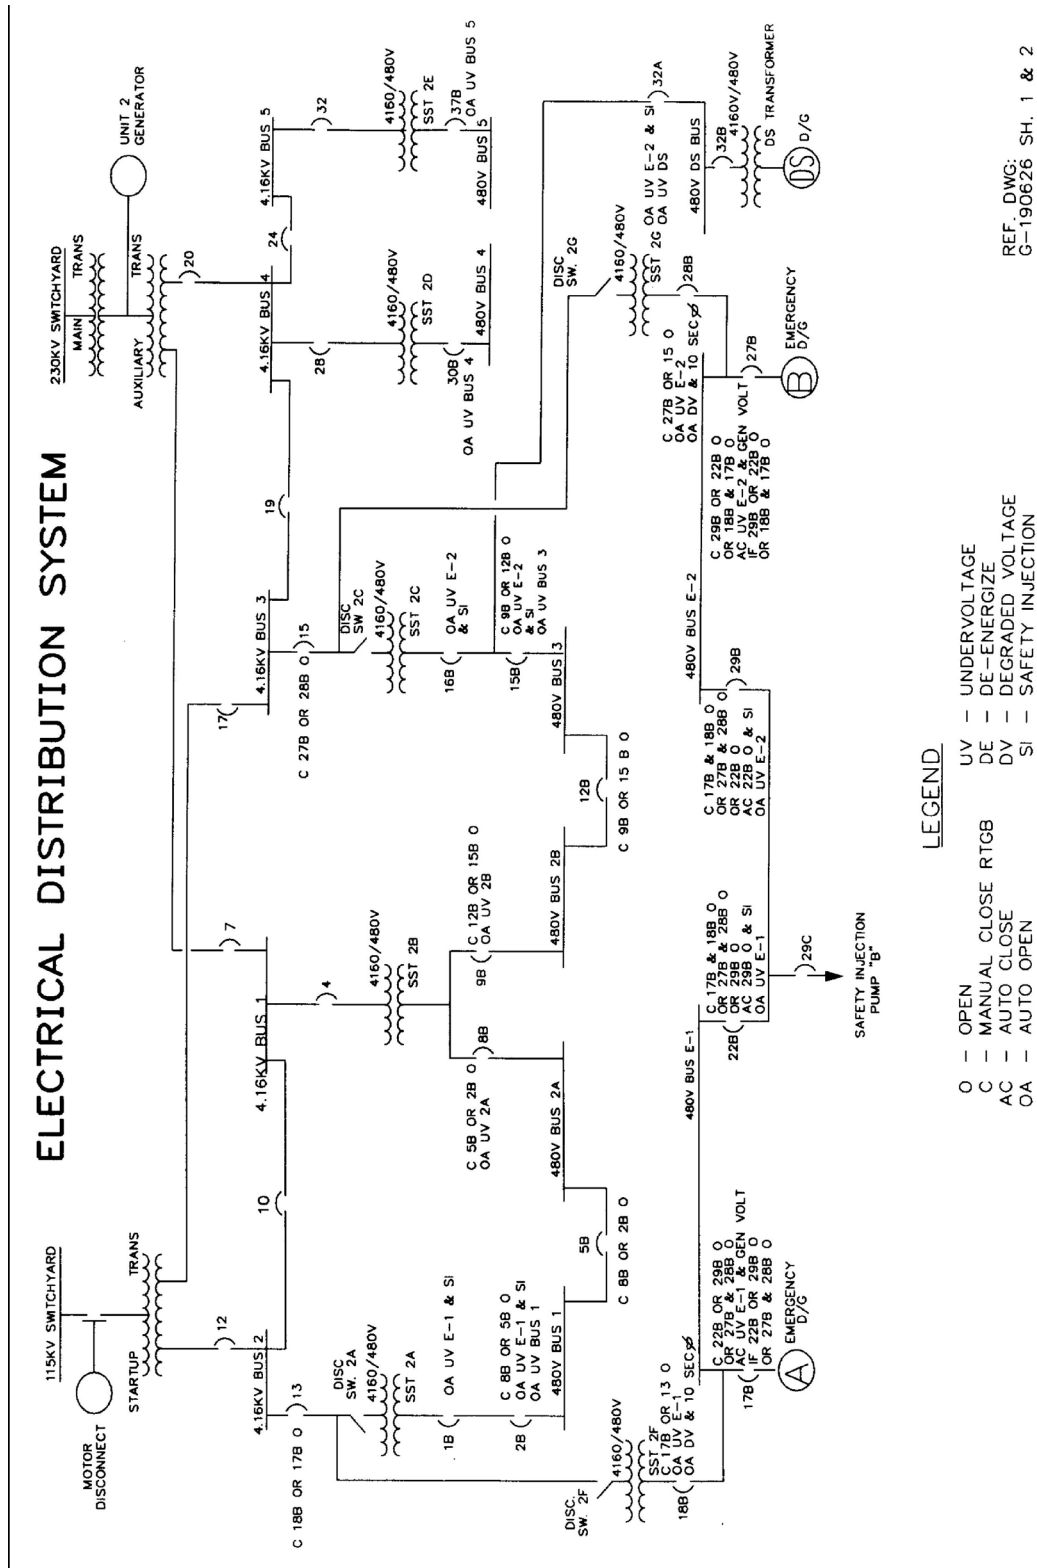 ELECTRICAL DISTRIBUTION SYSTEM
115KV SWITCHYARD
MOTOR
DISCONNECT
STARTUP
TRANS
12
4.16KV BUS 2
10
13
C 18B OR 17B O
DISC
SW. 2A
4160/480V
SST 2A
1B
OA UV E-1 & SI
2B
C 8B OR 5B O
OA UV E-1 & SI
OA UV BUS 1
480V BUS 1
5B
C 8B OR 2B O
DISC.
SW. 2F
4160/480V
SST 2F
C 17B OR 13 O
OA UV E-1
OA DV & 10 SECØ
18B
17B
C 22B OR 29B O
OR 27B & 28B O
AC UV E-1 & GEN VOLT
IF 22B OR 29B O
OR 27B & 28B O
A
EMERGENCY
D/G
4.16KV BUS 1
7
4
4160/480V
SST 2B
8B
C 5B OR 2B O
OA UV 2A
480V BUS 2A
9B
C 12B OR 15B O
OA UV 2B
480V BUS 2B
12B
C 9B OR 15 B O
480V BUS E-1
22B
C 17B & 18B O
OR 27B & 28B O
OR 29B O
AC 29B O & SI
OA UV E-1
29C
SAFETY INJECTION
PUMP "B"
17
4.16KV BUS 3
19
15
C 27B OR 28B O
DISC
SW 2C
4160/480V
SST 2C
16B
OA UV E-2
& SI
15B
C 9B OR 12B O
OA UV E-2
& SI
OA UV BUS 3
480V BUS 3
480V BUS E-2
29B
C 17B & 18B O
OR 27B & 28B O
OR 22B O
AC 22B O & SI
OA UV E-2
230KV SWITCHYARD
MAIN
TRANS
UNIT 2
GENERATOR
AUXILIARY
TRANS
20
4.16KV BUS 4
24
4.16KV BUS 5
28
4160/480V
SST 2D
30B
OA UV BUS 4
480V BUS 4
32
4160/480V
SST 2E
37B
OA UV BUS 5
480V BUS 5
DISC
SW. 2G
4160/480V
SST 2G
28B
C 27B OR 15 O
OA UV E-2
OA DV & 10 SECØ
27B
C 29B OR 22B O
OR 18B & 17B O
AC UV E-2 & GEN VOLT
IF 29B OR 22B O
OR 18B & 17B O
B
EMERGENCY
D/G
32A
OA UV E-2 & SI
OA UV DS
480V DS BUS
32B
4160V/480V
DS TRANSFORMER
DS
D/G
LEGEND
O - OPEN
C - MANUAL CLOSE RTGB
AC - AUTO CLOSE
OA - AUTO OPEN
UV - UNDERVOLTAGE
DE - DE-ENERGIZE
DV - DEGRADED VOLTAGE
SI - SAFETY INJECTION
REF. DWG:
G-190626 SH. 1 & 2